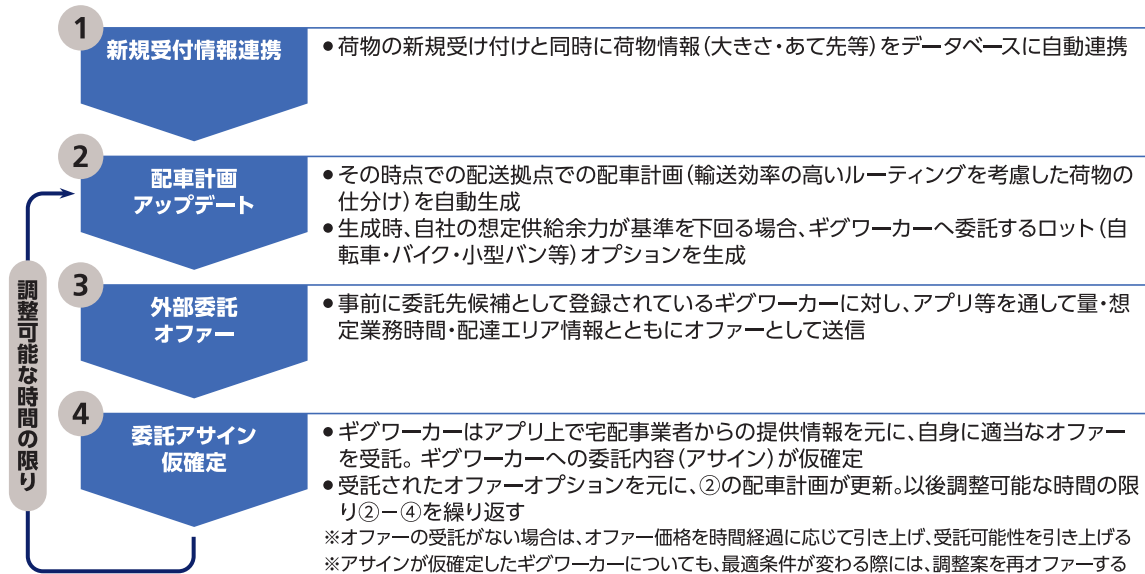 1
新規受付情報連携
●荷物の新規受け付けと同時に荷物情報（大きさ・あて先等）をデータベースに自動連携
2
配車計画
アップデート
●その時点での配送拠点での配車計画（輸送効率の高いルーティングを考慮した荷物の
仕分け）を自動生成
●生成時、自社の想定供給余力が基準を下回る場合、ギグワーカーへ委託するロット（自
転車・バイク・小型バン等）オプションを生成
3
外部委託
オファー
●事前に委託先候補として登録されているギグワーカーに対し、アプリ等を通して量・想
定業務時間・配達エリア情報とともにオファーとして送信
4
委託アサイン
仮確定
●ギグワーカーはアプリ上で宅配事業者からの提供情報を元に、自身に適当なオファー
を受託。ギグワーカーへの委託内容（アサイン）が仮確定
●受託されたオファーオプションを元に、②の配車計画が更新。以後調整可能な時間の限
り②－④を繰り返す
※オファーの受託がない場合は、オファー価格を時間経過に応じて引き上げ、受託可能性を引き上げる
※アサインが仮確定したギグワーカーについても、最適条件が変わる際には、調整案を再オファーする
調整可能な時間の限り